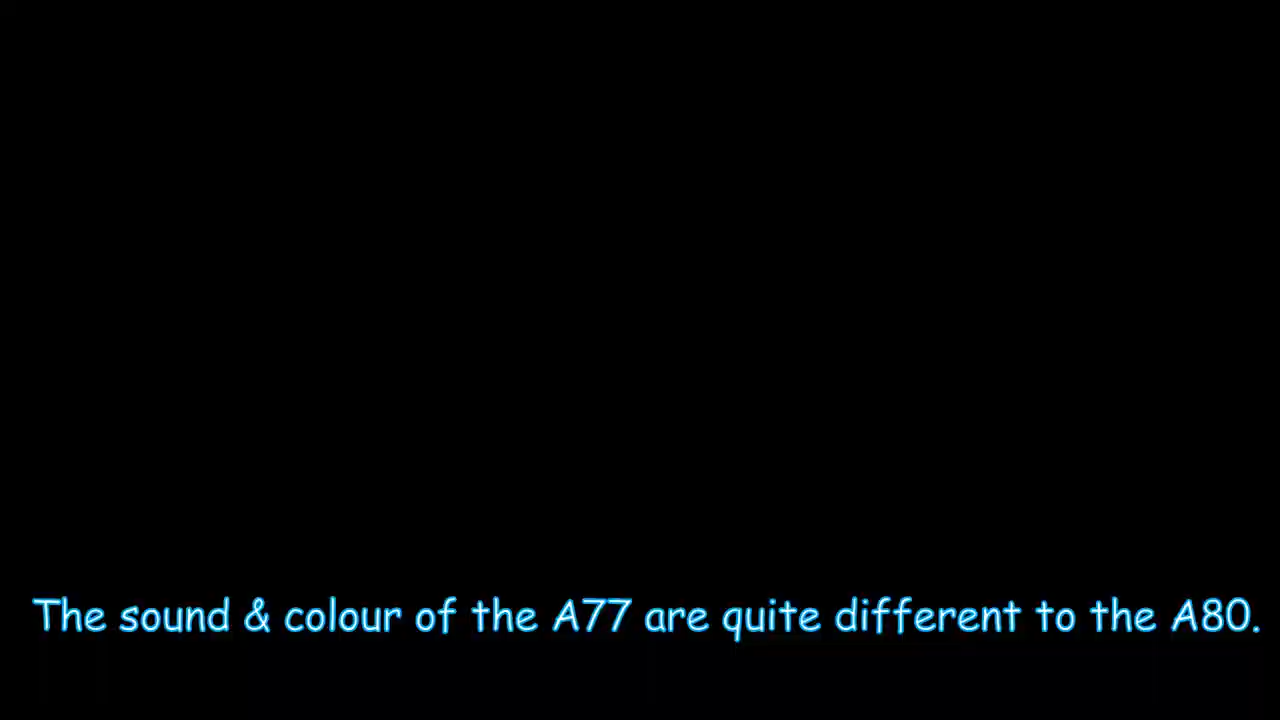 The sound & colour of the A77 are quite different to the A80.